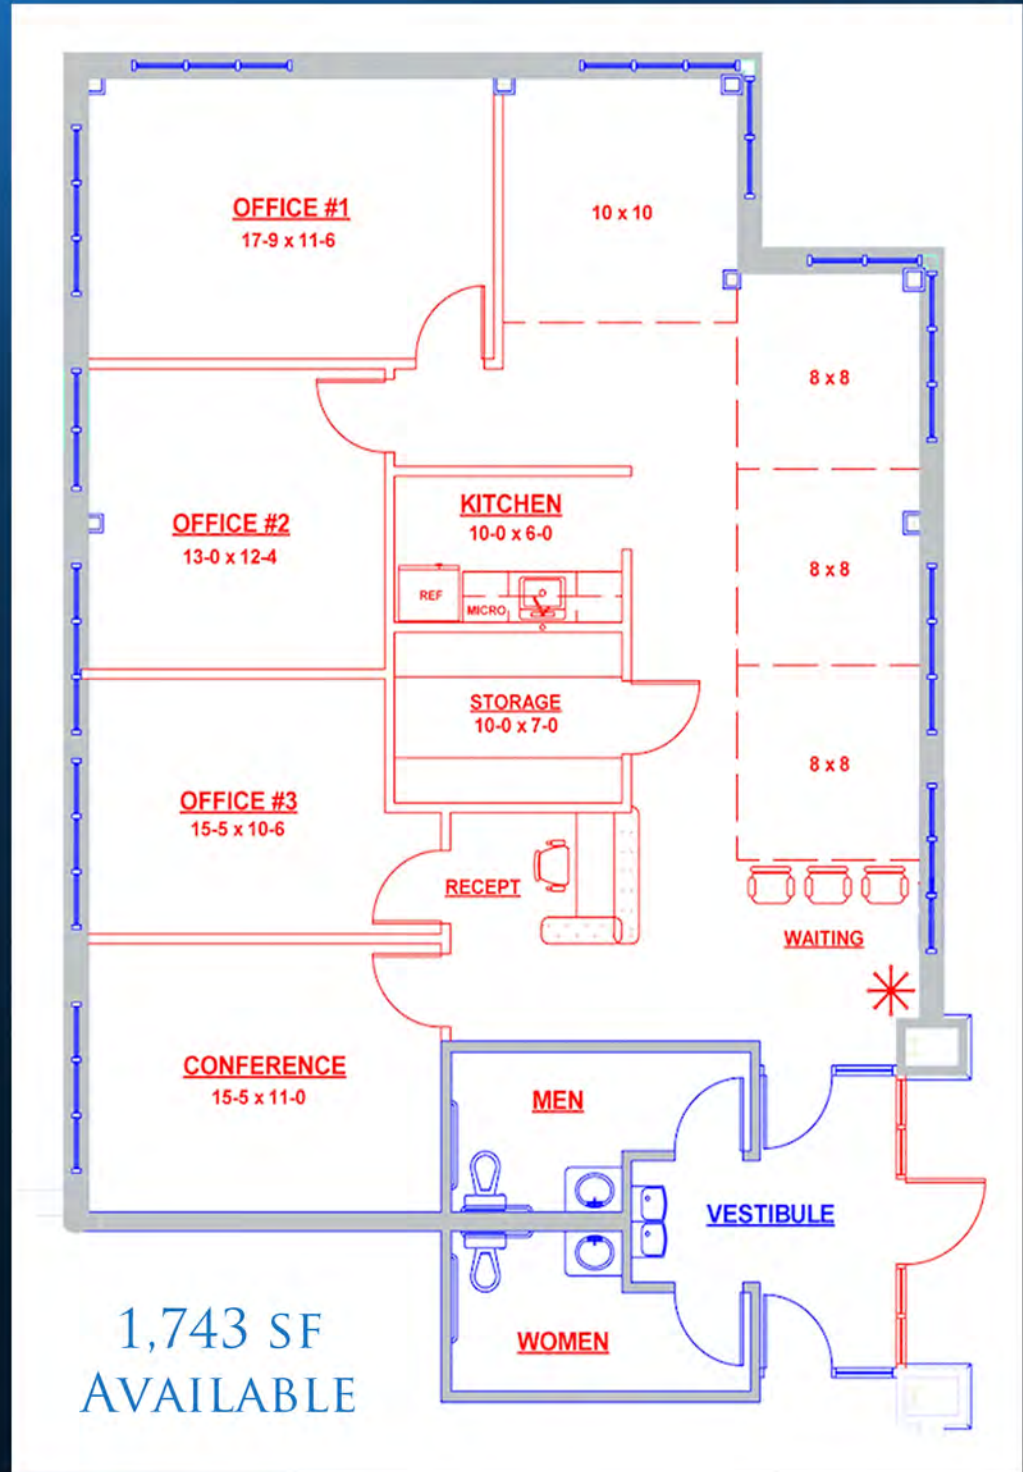 OFFICE #1
17-9 x 11-6
10 x 10
8 x 8
KITCHEN
10-0 x 6-0
OFFICE #2
13-0 x 12-4
8 x 8
REF
MICRO
STORAGE
10-0 x 7-0
8 x 8
OFFICE #3
15-5 x 10-6
RECEPT
WAITING
CONFERENCE
15-5 x 11-0
MEN
VESTIBULE
WOMEN
1,743 SF
AVAILABLE